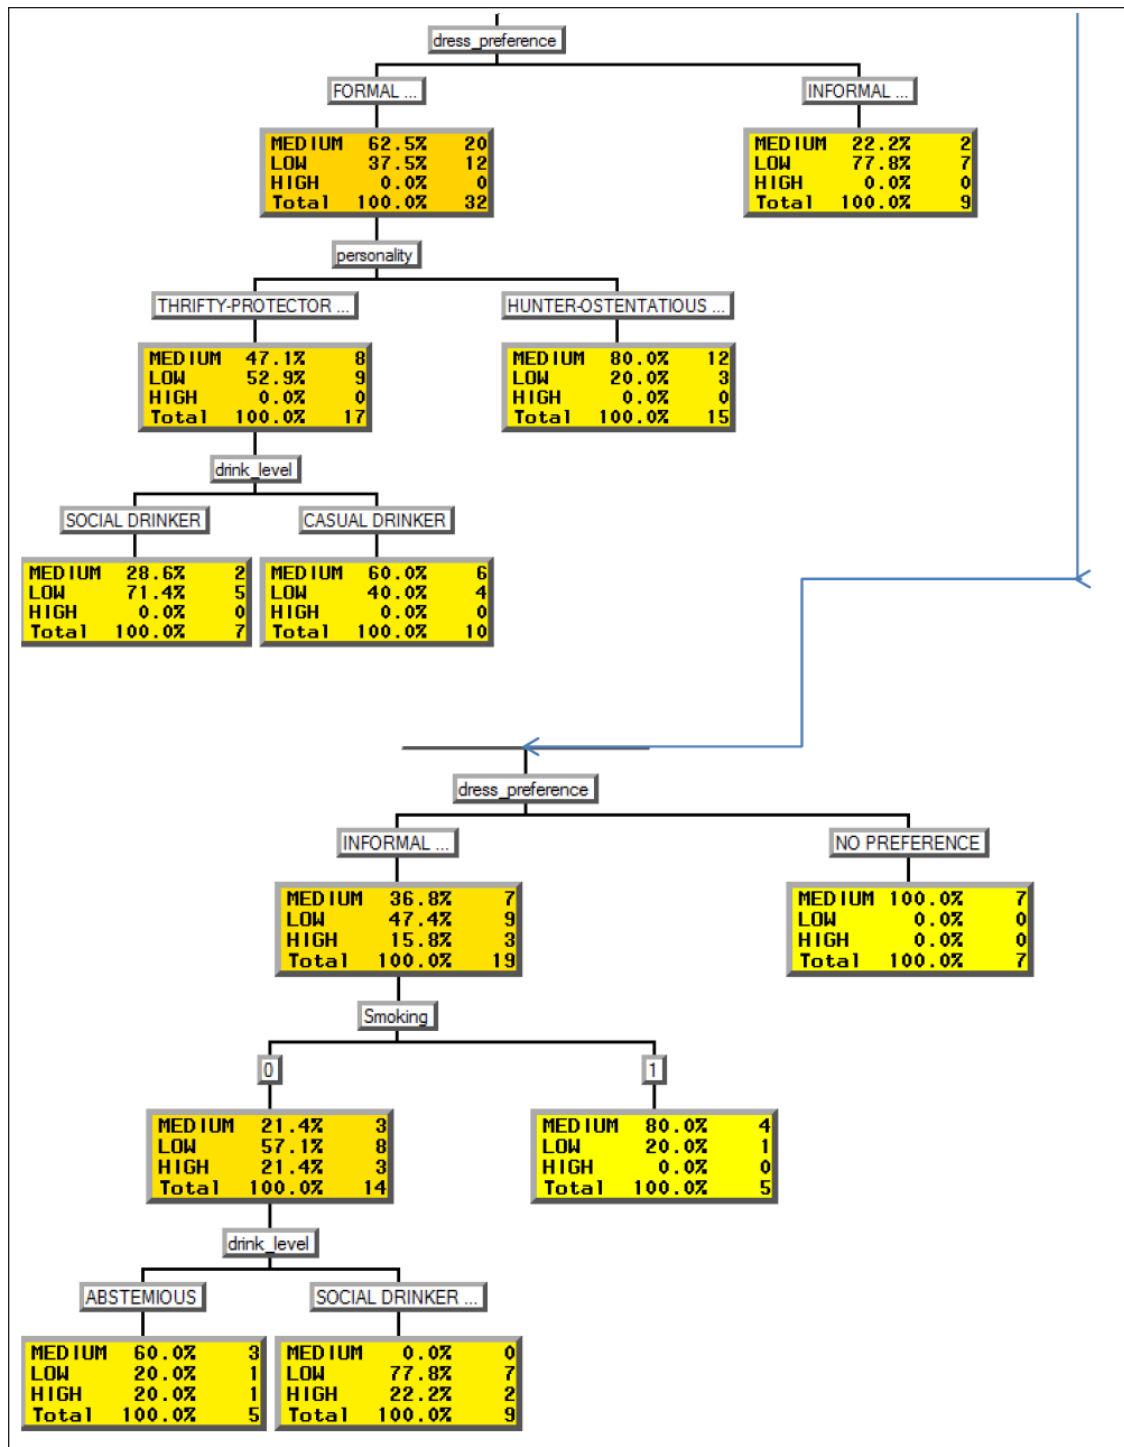 dress_preference
FORMAL ... INFORMAL ...
MEDIUM 62.5% 20
LOW 37.5% 12
HIGH 0.0% 0
Total 100.0% 32
MEDIUM 22.2% 2
LOW 77.8% 7
HIGH 0.0% 0
Total 100.0% 9
personality
THRIFTY-PROTECTOR ... HUNTER-OSTENTATIOUS ...
MEDIUM 47.1% 8
LOW 52.9% 9
HIGH 0.0% 0
Total 100.0% 17
MEDIUM 80.0% 12
LOW 20.0% 3
HIGH 0.0% 0
Total 100.0% 15
drink_level
SOCIAL DRINKER CASUAL DRINKER
MEDIUM 28.6% 2
LOW 71.4% 5
HIGH 0.0% 0
Total 100.0% 7
MEDIUM 60.0% 6
LOW 40.0% 4
HIGH 0.0% 0
Total 100.0% 10
dress_preference
INFORMAL ... NO PREFERENCE
MEDIUM 36.8% 7
LOW 47.4% 9
HIGH 15.8% 3
Total 100.0% 19
MEDIUM 100.0% 7
LOW 0.0% 0
HIGH 0.0% 0
Total 100.0% 7
Smoking
0 1
MEDIUM 21.4% 3
LOW 57.1% 8
HIGH 21.4% 3
Total 100.0% 14
MEDIUM 80.0% 4
LOW 20.0% 1
HIGH 0.0% 0
Total 100.0% 5
drink_level
ABSTEMIOUS SOCIAL DRINKER ...
MEDIUM 60.0% 3
LOW 20.0% 1
HIGH 20.0% 1
Total 100.0% 5
MEDIUM 0.0% 0
LOW 77.8% 7
HIGH 22.2% 2
Total 100.0% 9